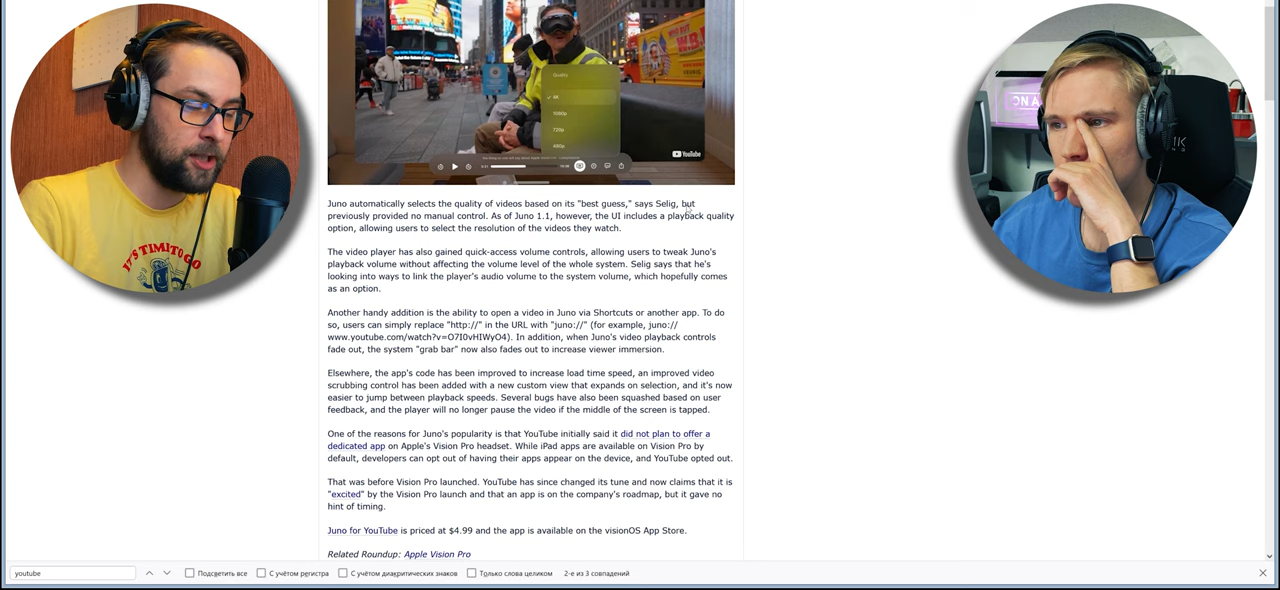 Quality
4K
1080p
720p
480p
YouTube
ON A
IT'S TIM TO GO
Juno automatically selects the quality of videos based on its "best guess," says Selig, but
previously provided no manual control. As of Juno 1.1, however, the UI includes a playback quality
option, allowing users to select the resolution of the videos they watch.
The video player has also gained quick-access volume controls, allowing users to tweak Juno's
playback volume without affecting the volume level of the whole system. Selig says that he's
looking into ways to link the player's audio volume to the system volume, which hopefully comes
as an option.
Another handy addition is the ability to open a video in Juno via Shortcuts or another app. To do
so, users can simply replace "http://" in the URL with "juno://" (for example, juno://
www.youtube.com/watch?v=O7I0vHIWyO4). In addition, when Juno's video playback controls
fade out, the system "grab bar" now also fades out to increase viewer immersion.
Elsewhere, the app's code has been improved to increase load time speed, an improved video
scrubbing control has been added with a new custom view that expands on selection, and it's now
easier to jump between playback speeds. Several bugs have also been squashed based on user
feedback, and the player will no longer pause the video if the middle of the screen is tapped.
One of the reasons for Juno's popularity is that YouTube initially said it did not plan to offer a
dedicated app on Apple's Vision Pro headset. While iPad apps are available on Vision Pro by
default, developers can opt out of having their apps appear on the device, and YouTube opted out.
That was before Vision Pro launched. YouTube has since changed its tune and now claims that it is
"excited" by the Vision Pro launch and that an app is on the company's roadmap, but it gave no
hint of timing.
Juno for YouTube is priced at $4.99 and the app is available on the visionOS App Store.
Related Roundup: Apple Vision Pro
youtube
Подсветить все
С учётом регистра
С учётом диакритических знаков
Только слова целиком
2-е из 3 совпадений